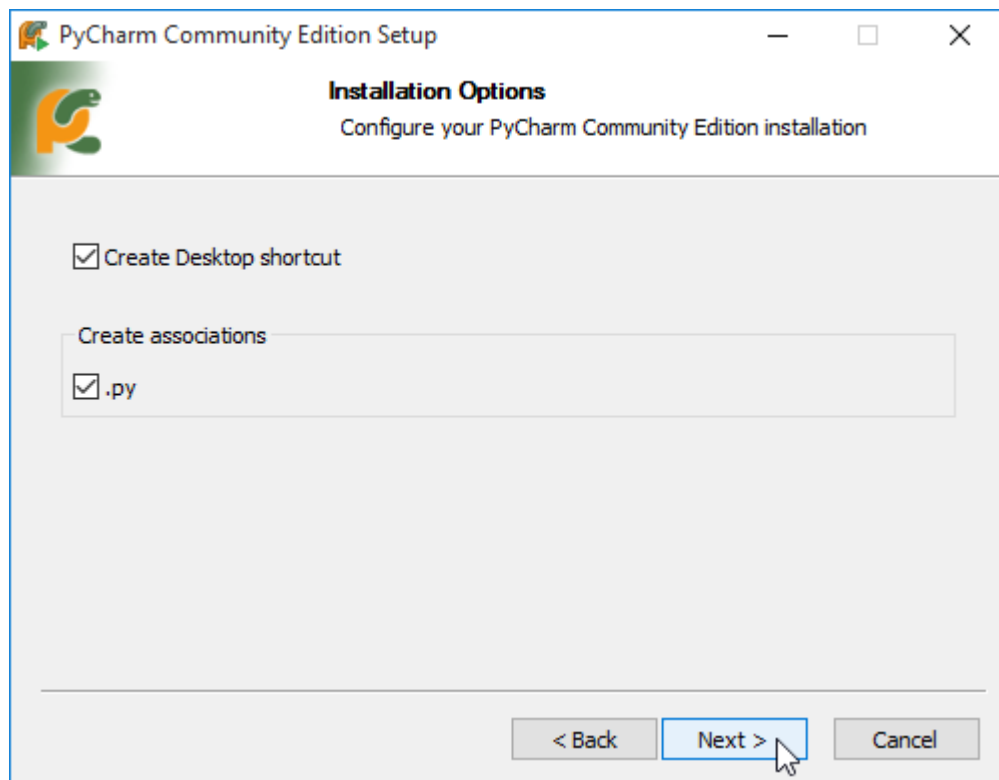 PyCharm Community Edition Setup
Installation Options
Configure your PyCharm Community Edition installation
Create Desktop shortcut
Create associations
.py
< Back
Next >
Cancel